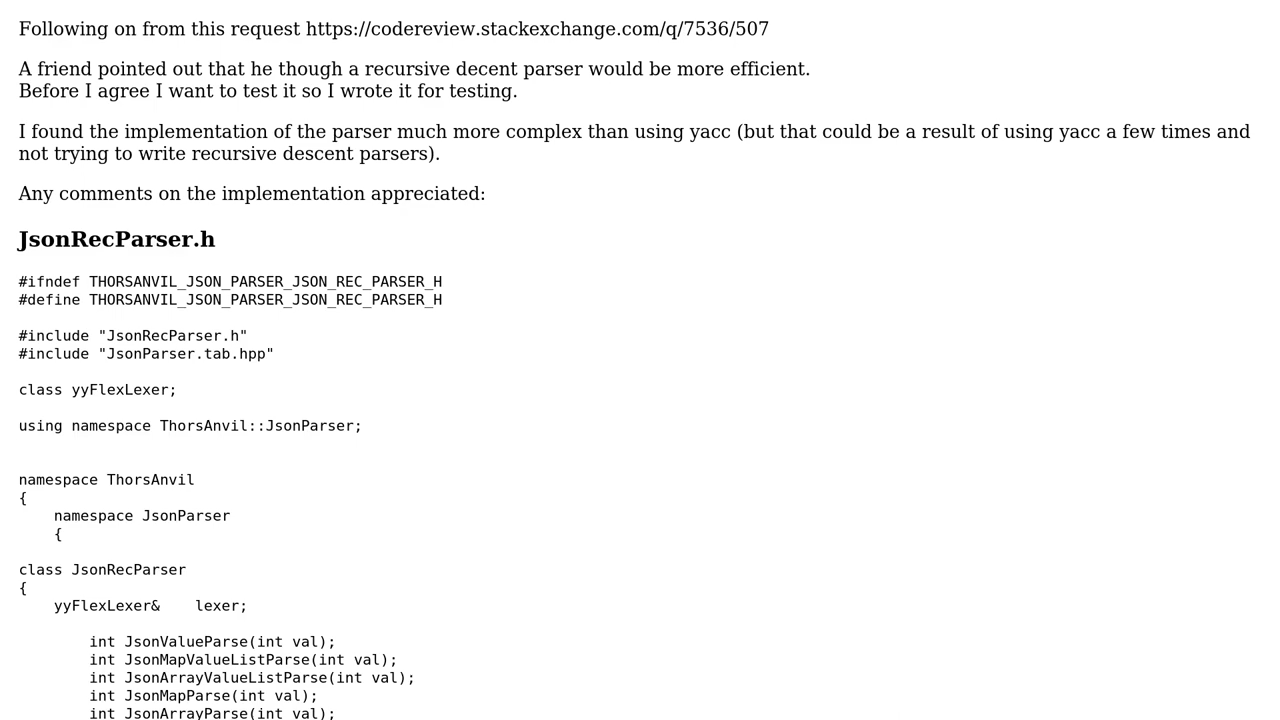 Following on from this request https://codereview.stackexchange.com/q/7536/507
A friend pointed out that he though a recursive decent parser would be more efficient.
Before I agree I want to test it so I wrote it for testing.
I found the implementation of the parser much more complex than using yacc (but that could be a result of using yacc a few times and
not trying to write recursive descent parsers).
Any comments on the implementation appreciated:
JsonRecParser.h
#ifndef THORSANVIL_JSON_PARSER_JSON_REC_PARSER_H
#define THORSANVIL_JSON_PARSER_JSON_REC_PARSER_H
#include "JsonRecParser.h"
#include "JsonParser.tab.hpp"
class yyFlexLexer;
using namespace ThorsAnvil::JsonParser;
namespace ThorsAnvil
{
    namespace JsonParser
    {
class JsonRecParser
{
    yyFlexLexer&    lexer;
        int JsonValueParse(int val);
        int JsonMapValueListParse(int val);
        int JsonArrayValueListParse(int val);
        int JsonMapParse(int val);
        int JsonArrayParse(int val);